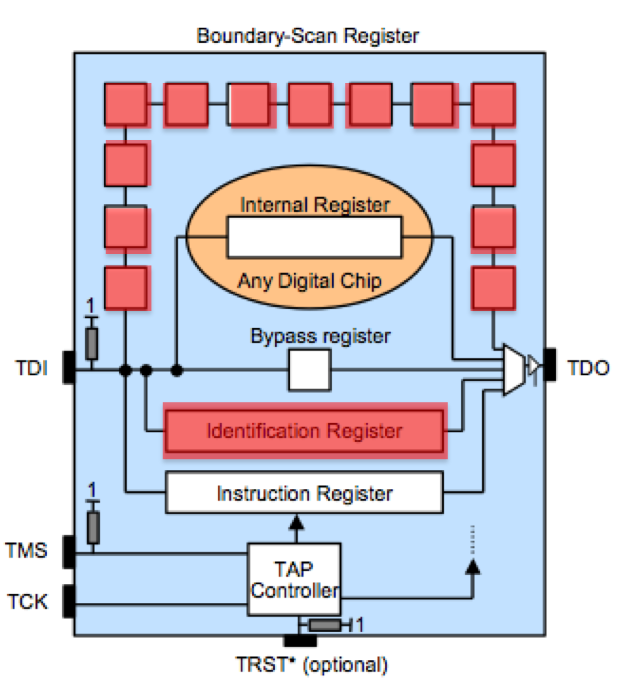 Boundary-Scan Register
Internal Register
Any Digital Chip
1
Bypass register
TDI
TDO
Identification Register
1
Instruction Register
TMS
TAP
Controller
TCK
1
TRST* (optional)